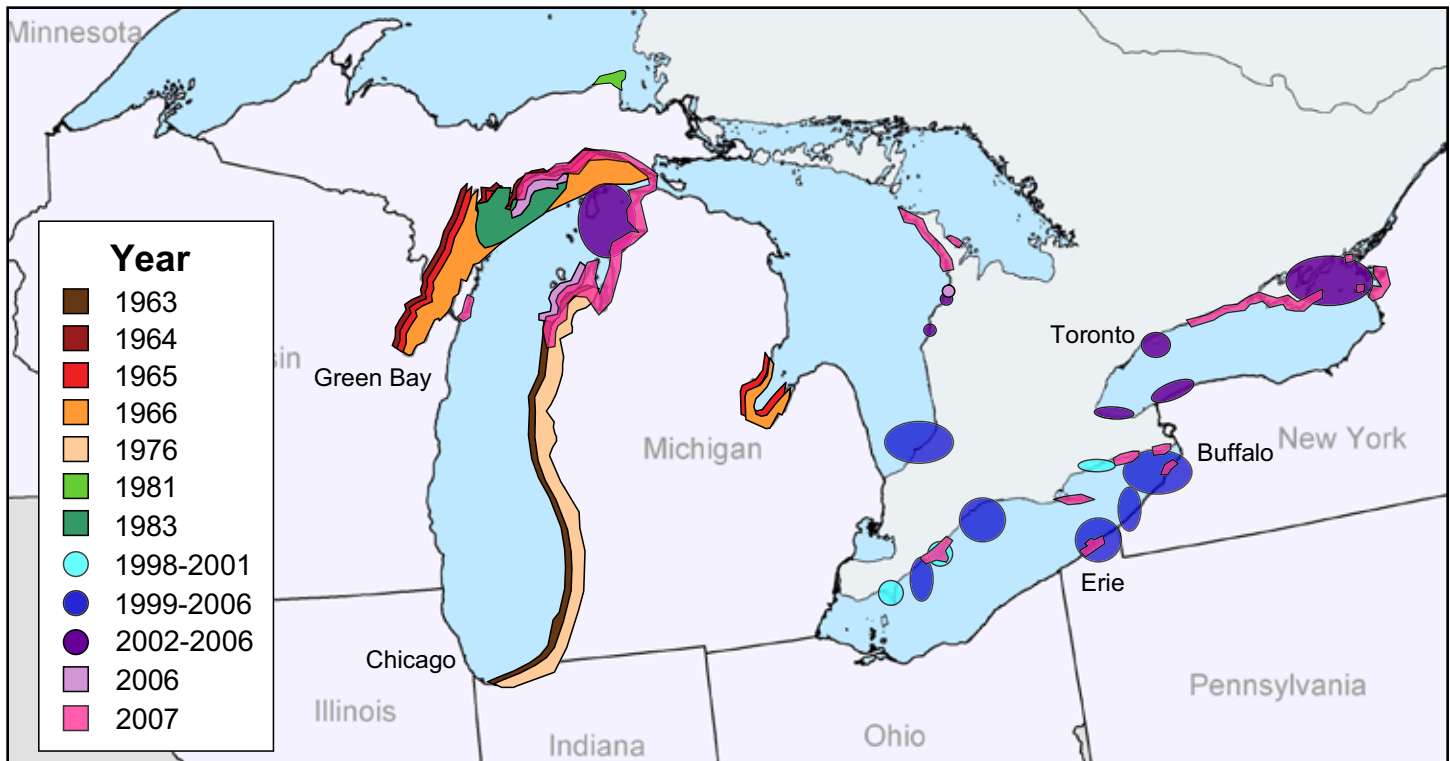 Minnesota
Year
1963
1964
1965
1966
1976
1981
1983
1998-2001
1999-2006
2002-2006
2006
2007
sin
Green Bay
Chicago
Michigan
Toronto
Buffalo
New York
Erie
Illinois
Indiana
Ohio
Pennsylvania